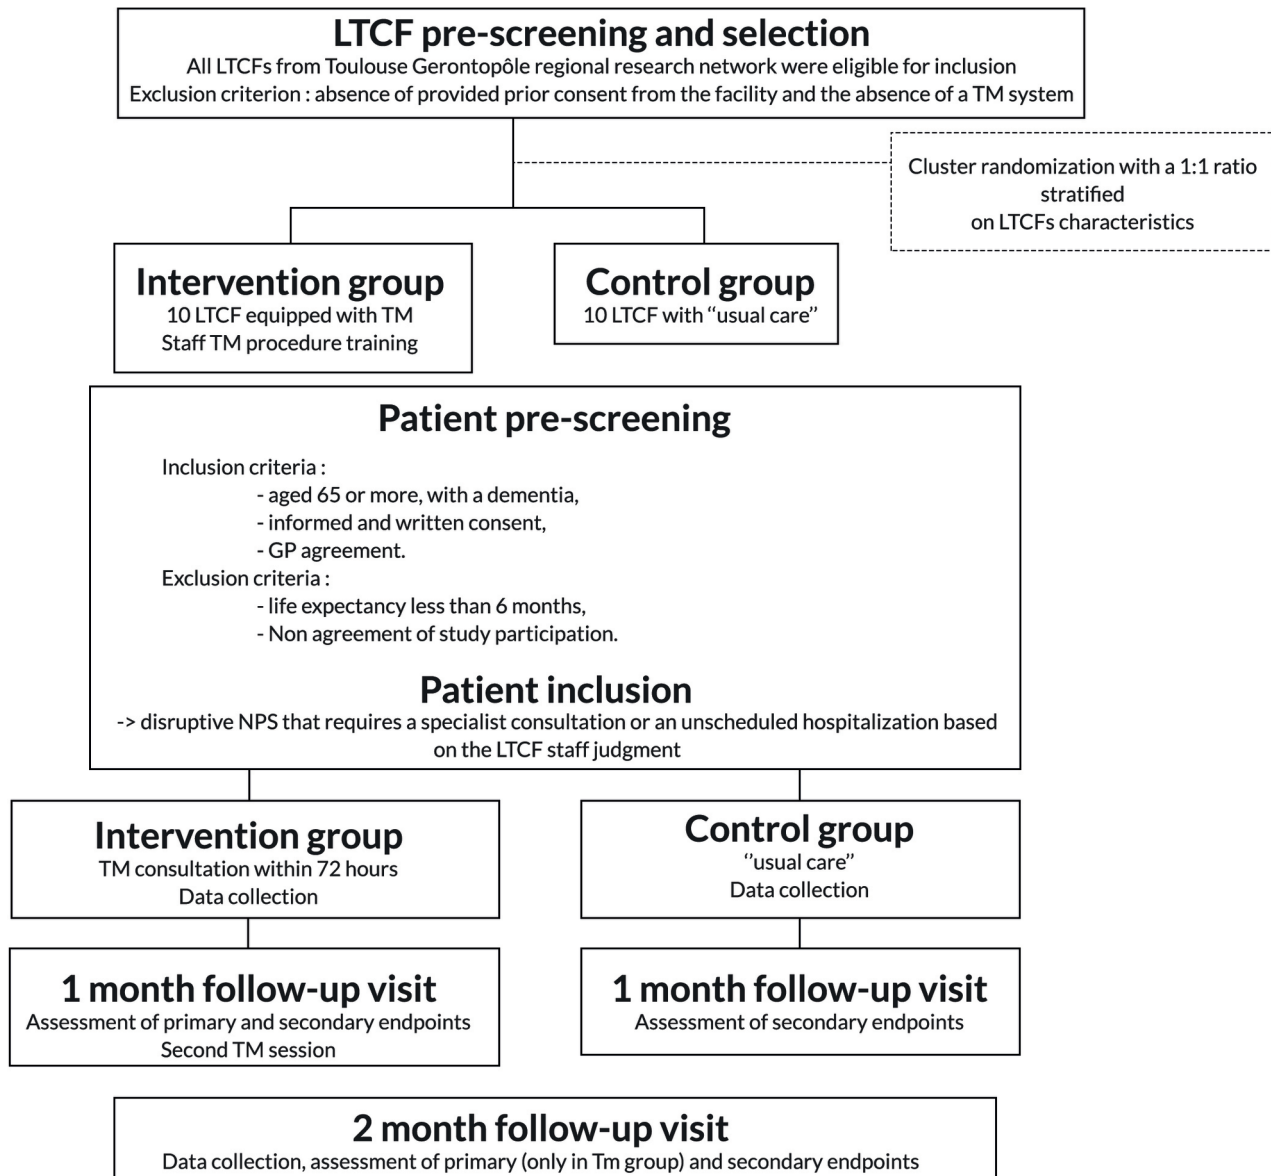 LTCF pre-screening and selection
All LTCFs from Toulouse Gerontopôle regional research network were eligible for inclusion
Exclusion criterion : absence of provided prior consent from the facility and the absence of a TM system
Cluster randomization with a 1:1 ratio
stratified
on LTCFs characteristics
Intervention group
10 LTCF equipped with TM
Staff TM procedure training
Control group
10 LTCF with “usual care”
Patient pre-screening
Inclusion criteria :
- aged 65 or more, with a dementia,
- informed and written consent,
- GP agreement.
Exclusion criteria :
- life expectancy less than 6 months,
- Non agreement of study participation.
Patient inclusion
-> disruptive NPS that requires a specialist consultation or an unscheduled hospitalization based
on the LTCF staff judgment
Intervention group
TM consultation within 72 hours
Data collection
Control group
‘’usual care”
Data collection
1 month follow-up visit
Assessment of primary and secondary endpoints
Second TM session
1 month follow-up visit
Assessment of secondary endpoints
2 month follow-up visit
Data collection, assessment of primary (only in Tm group) and secondary endpoints